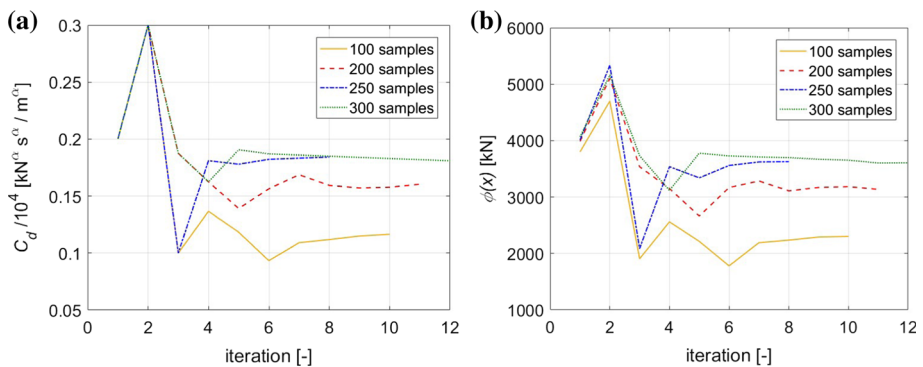 (a)
0.3
0.25
0.2
0.15
0.1
0.05
C_d /10^4 [kN^α s^α / m^α]
0 2 4 6 8 10 12
iteration [-]
100 samples
200 samples
250 samples
300 samples
(b)
6000
5000
4000
3000
2000
1000
ϕ(x) [kN]
0 2 4 6 8 10 12
iteration [-]
100 samples
200 samples
250 samples
300 samples